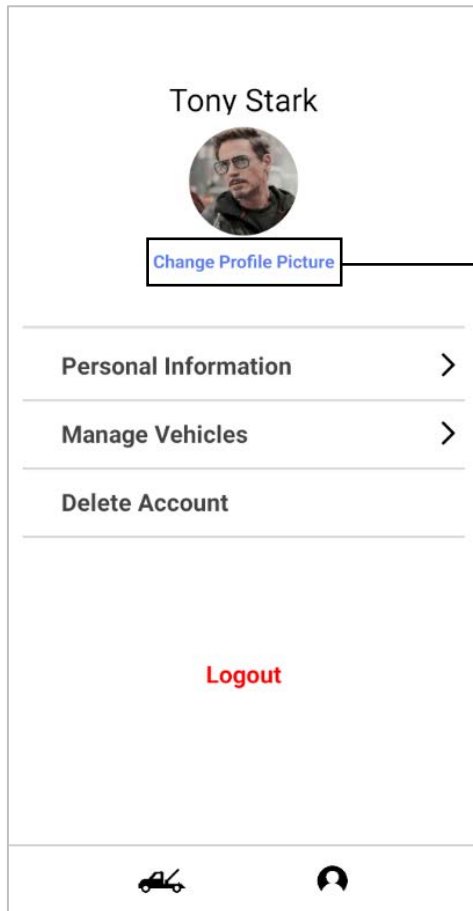 Tony Stark
Change Profile Picture
Personal Information
Manage Vehicles
Delete Account
Logout